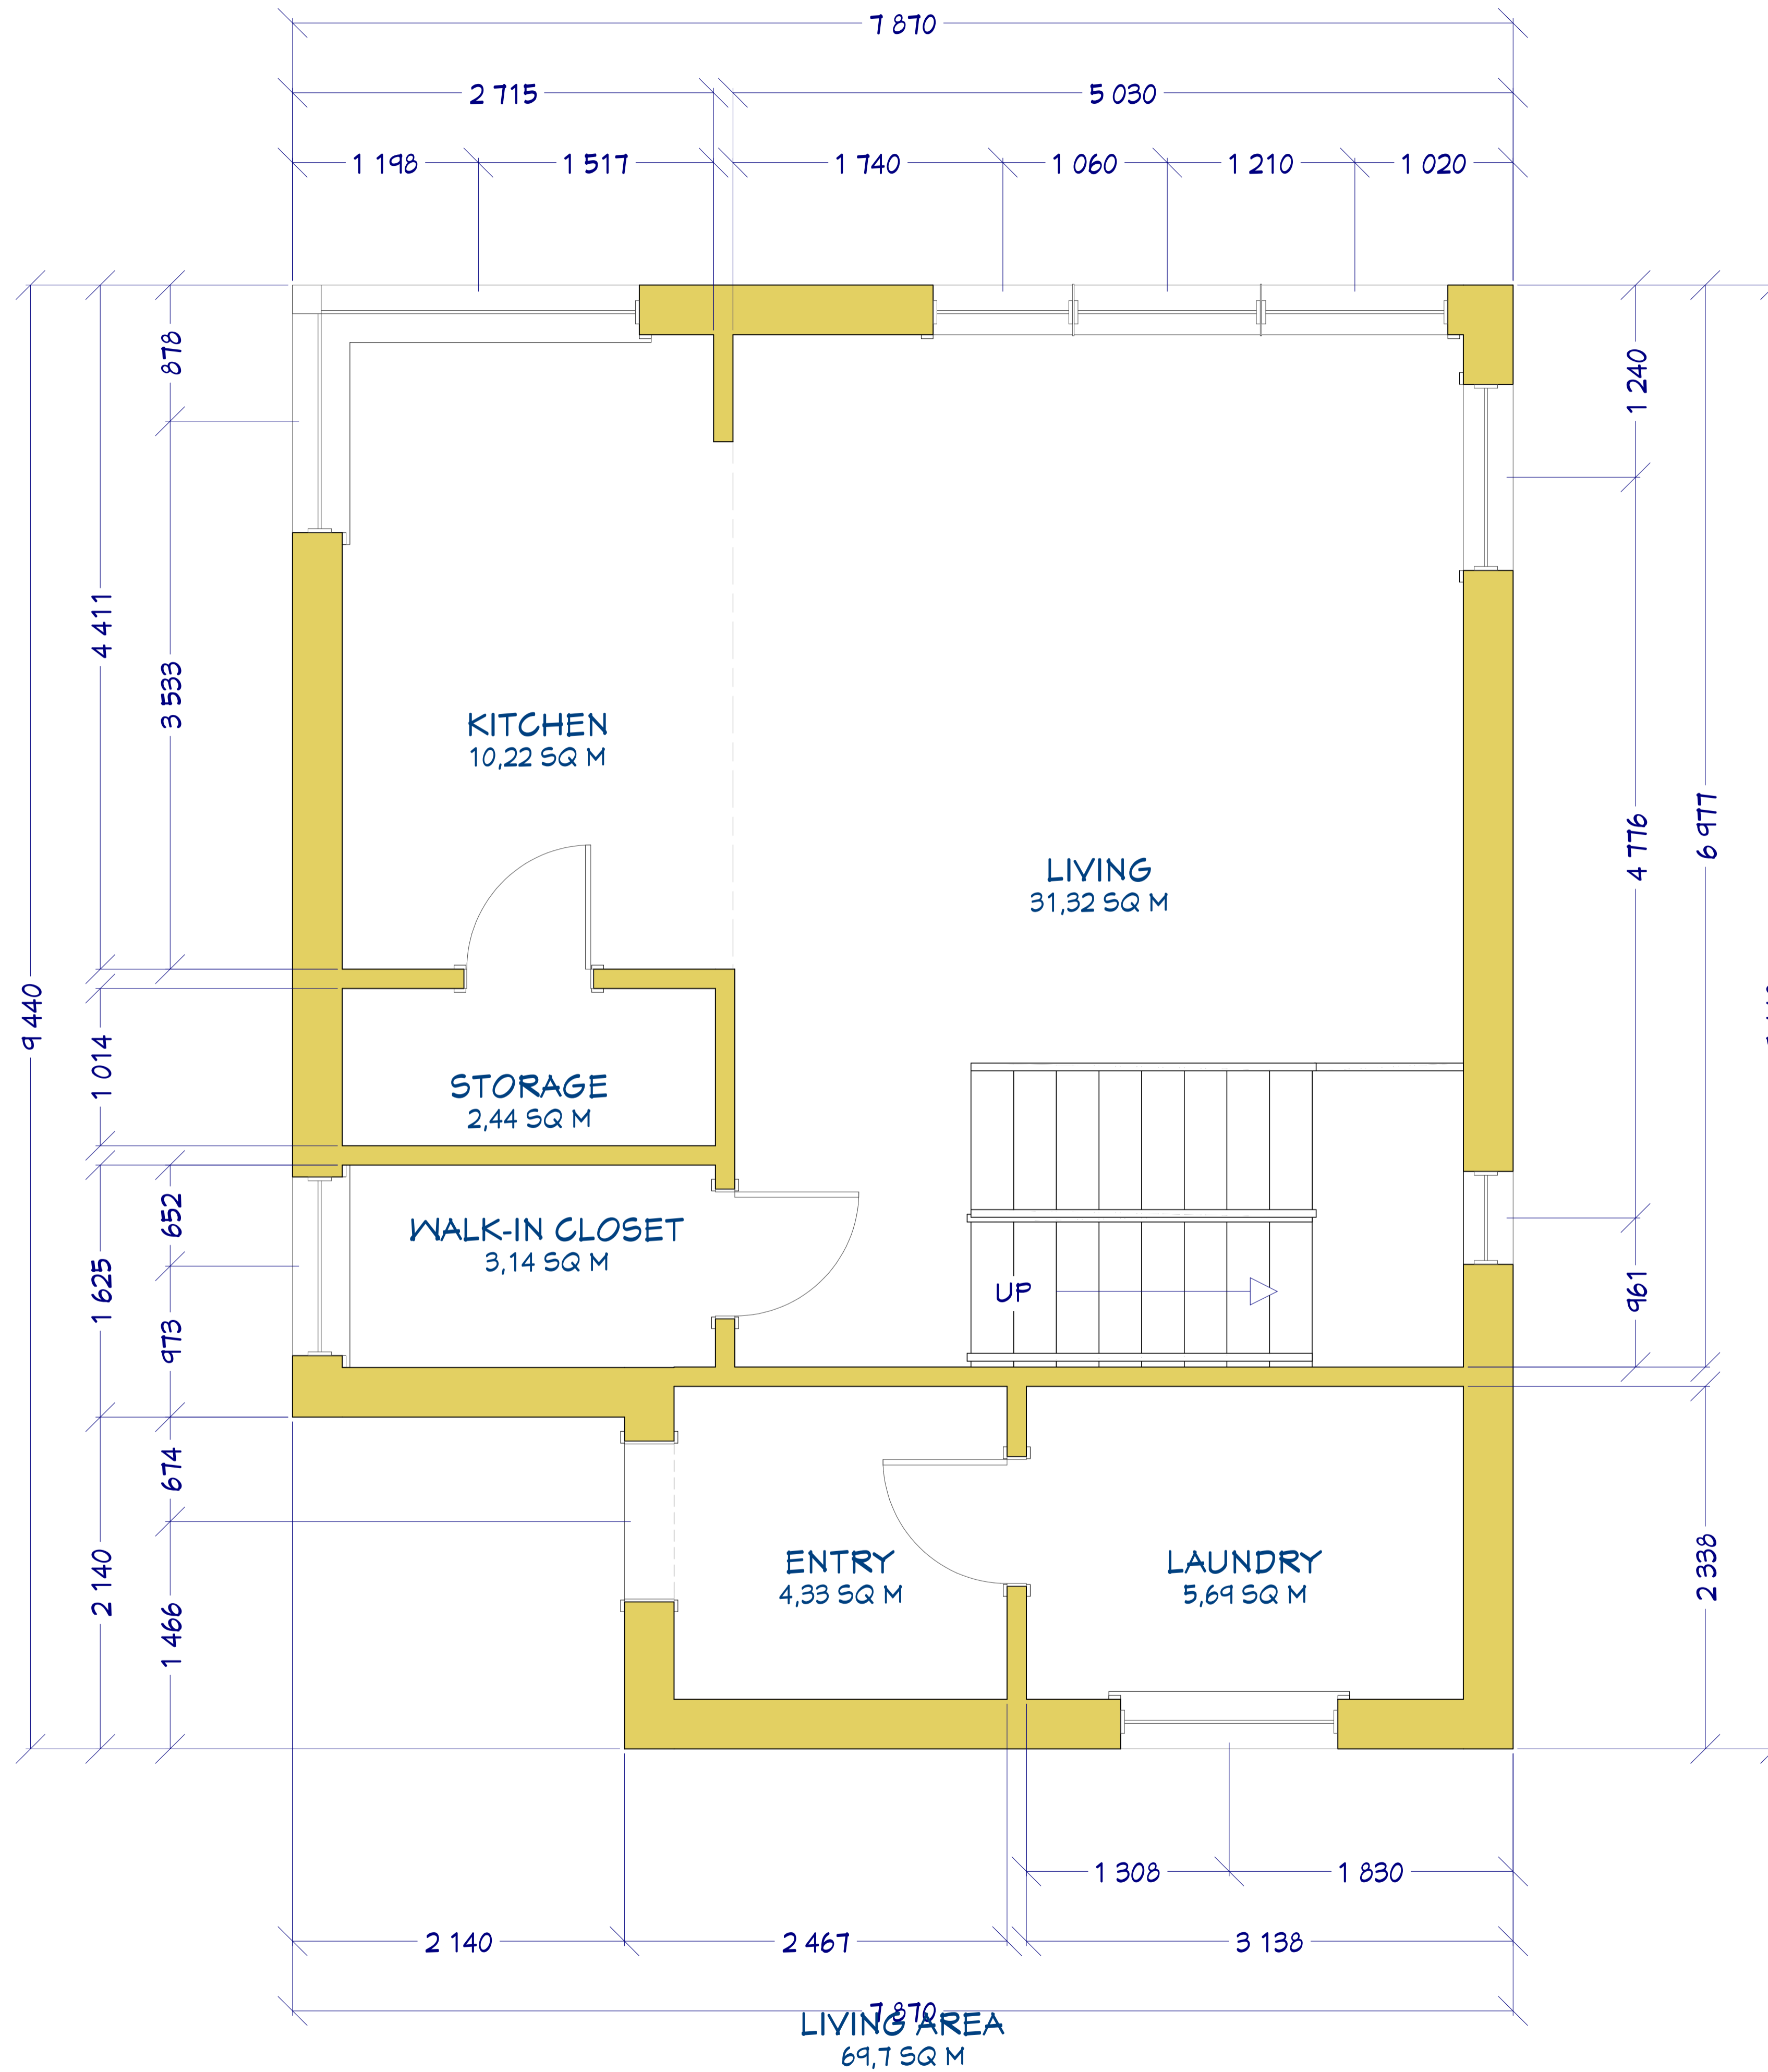 7 870
2 715
5 030
1 198
1 517
1 740
1 060
1 210
1 020
878
1 240
4 411
3 533
KITCHEN
10,22 SQ M
4 776
6 977
LIVING
31,32 SQ M
9 440
1 014
STORAGE
2,44 SQ M
652
WALK-IN CLOSET
3,14 SQ M
1 625
UP
961
973
674
2 140
ENTRY
4,33 SQ M
LAUNDRY
5,69 SQ M
2 338
1 466
1 308
1 830
2 140
2 467
3 138
7 870
LIVING AREA
69,7 SQ M